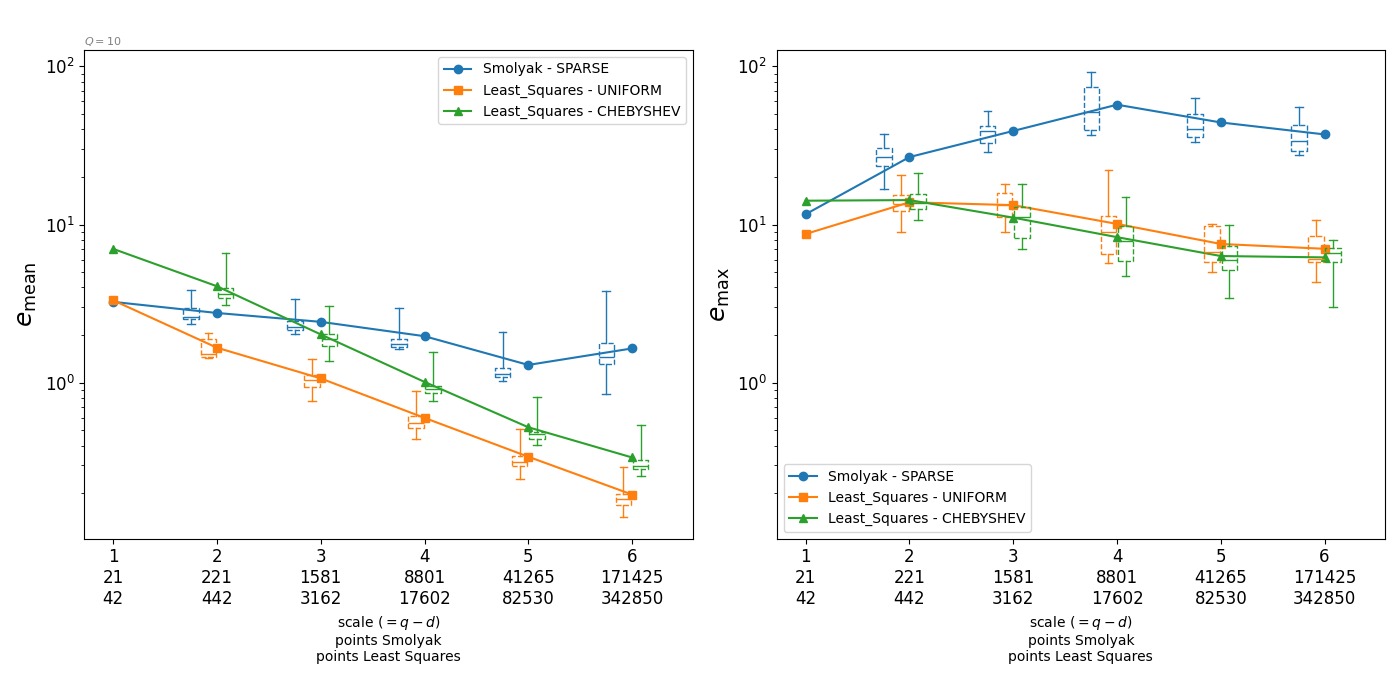 Q = 10
10²
10¹
10⁰
e_mean
Smolyak - SPARSE
Least_Squares - UNIFORM
Least_Squares - CHEBYSHEV
1 2 3 4 5 6
21 221 1581 8801 41265 171425
42 442 3162 17602 82530 342850
scale (= q − d)
points Smolyak
points Least Squares
10²
10¹
10⁰
e_max
Smolyak - SPARSE
Least_Squares - UNIFORM
Least_Squares - CHEBYSHEV
1 2 3 4 5 6
21 221 1581 8801 41265 171425
42 442 3162 17602 82530 342850
scale (= q − d)
points Smolyak
points Least Squares